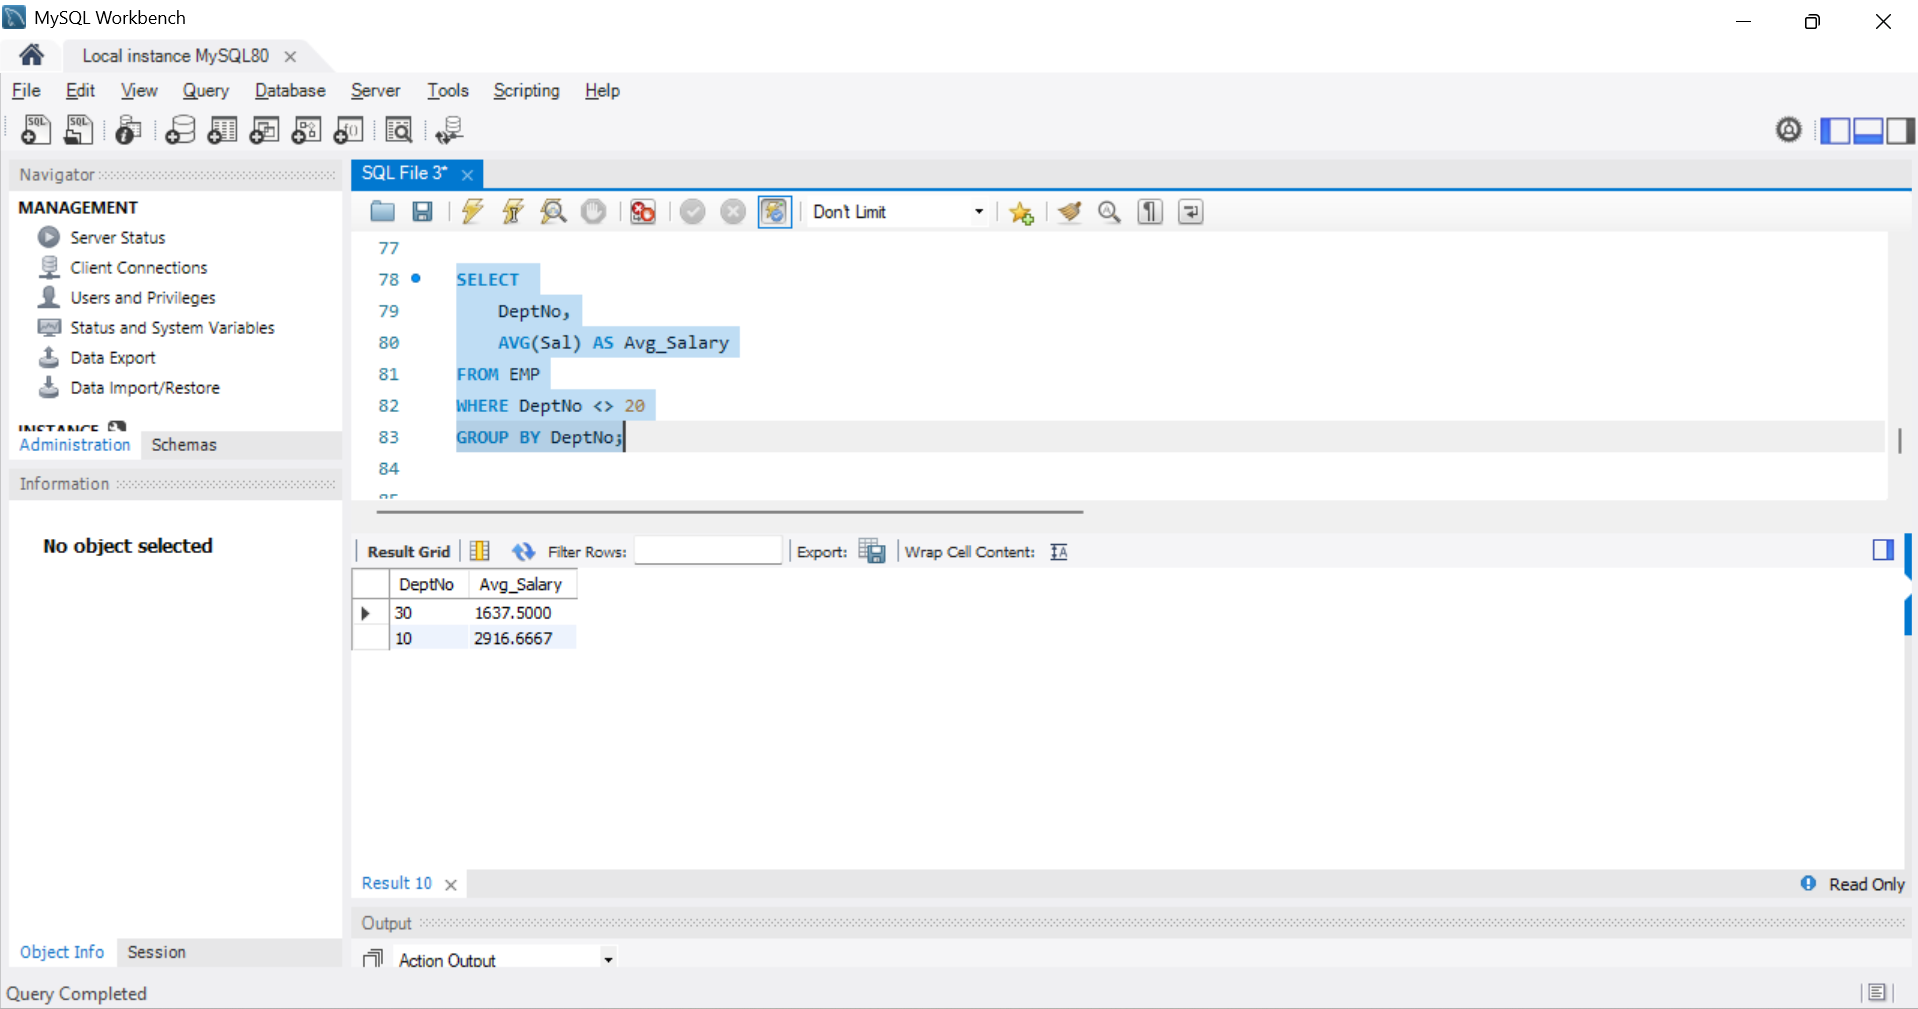 MySQL Workbench
Local instance MySQL80
File Edit View Query Database Server Tools Scripting Help
Navigator
MANAGEMENT
Server Status
Client Connections
Users and Privileges
Status and System Variables
Data Export
Data Import/Restore
INSTANCE
Administration Schemas
Information
No object selected
Object Info Session
SQL File 3*
Don't Limit
77
78 SELECT
79 DeptNo,
80 AVG(Sal) AS Avg_Salary
81 FROM EMP
82 WHERE DeptNo <> 20
83 GROUP BY DeptNo;
84
85
Result Grid Filter Rows: Export: Wrap Cell Content:
DeptNo Avg_Salary
30 1637.5000
10 2916.6667
Result 10 Read Only
Output
Action Output
Query Completed